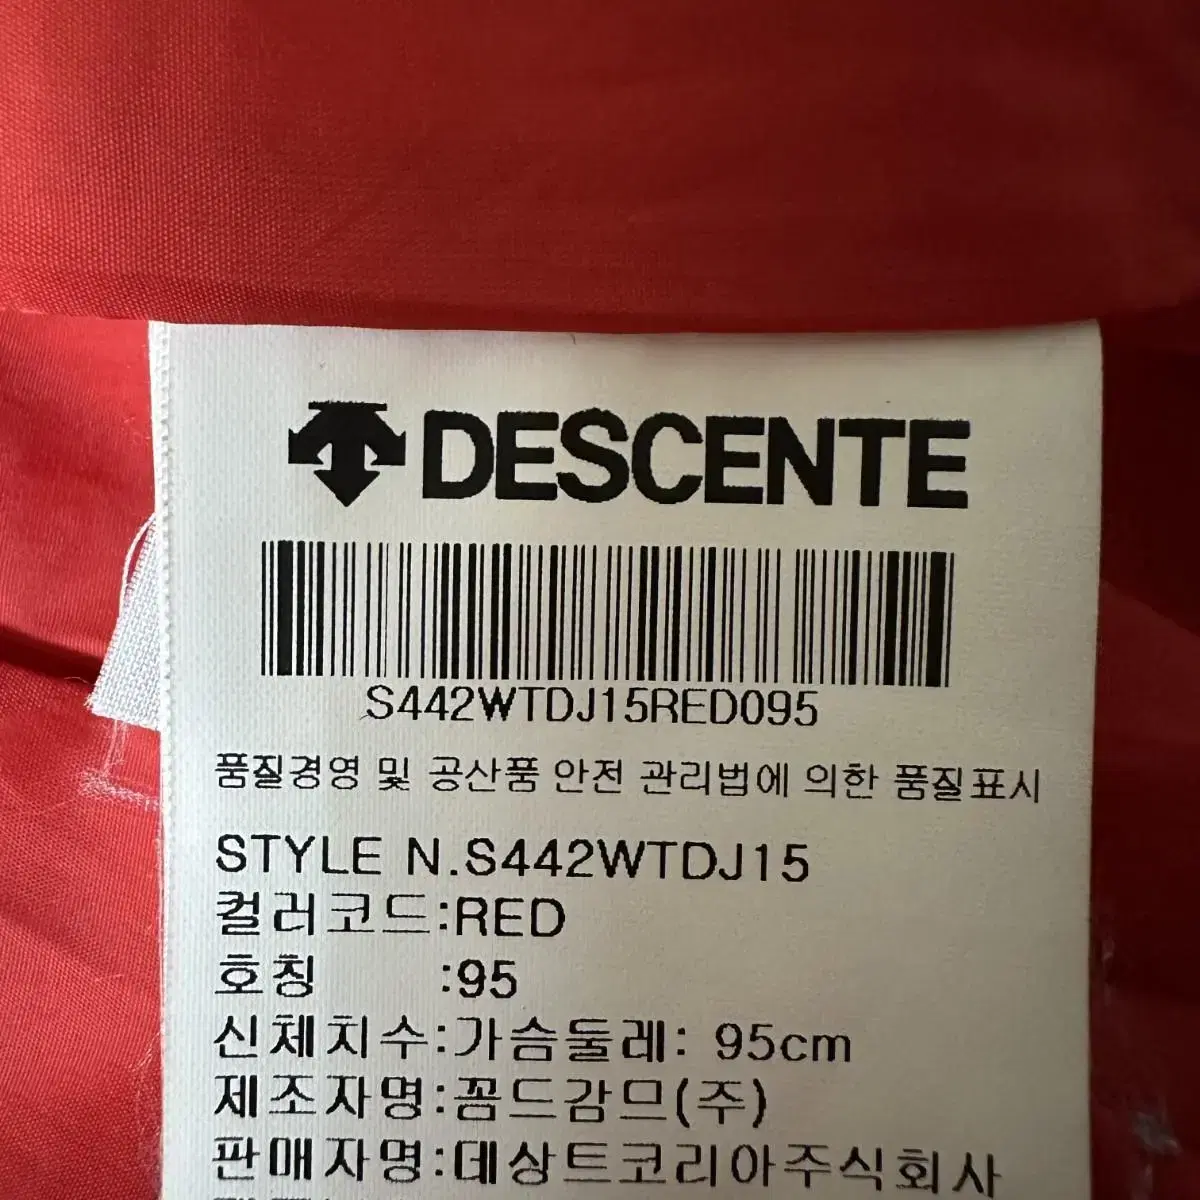 DESCENTE
S442WTDJ15RED095
품질경영 및 공산품 안전 관리법에 의한 품질표시
STYLE N.S442WTDJ15
컬러코드:RED
호칭 :95
신체치수:가슴둘레: 95cm
제조자명:꼼드감므(주)
판매자명:데상트코리아주식회사